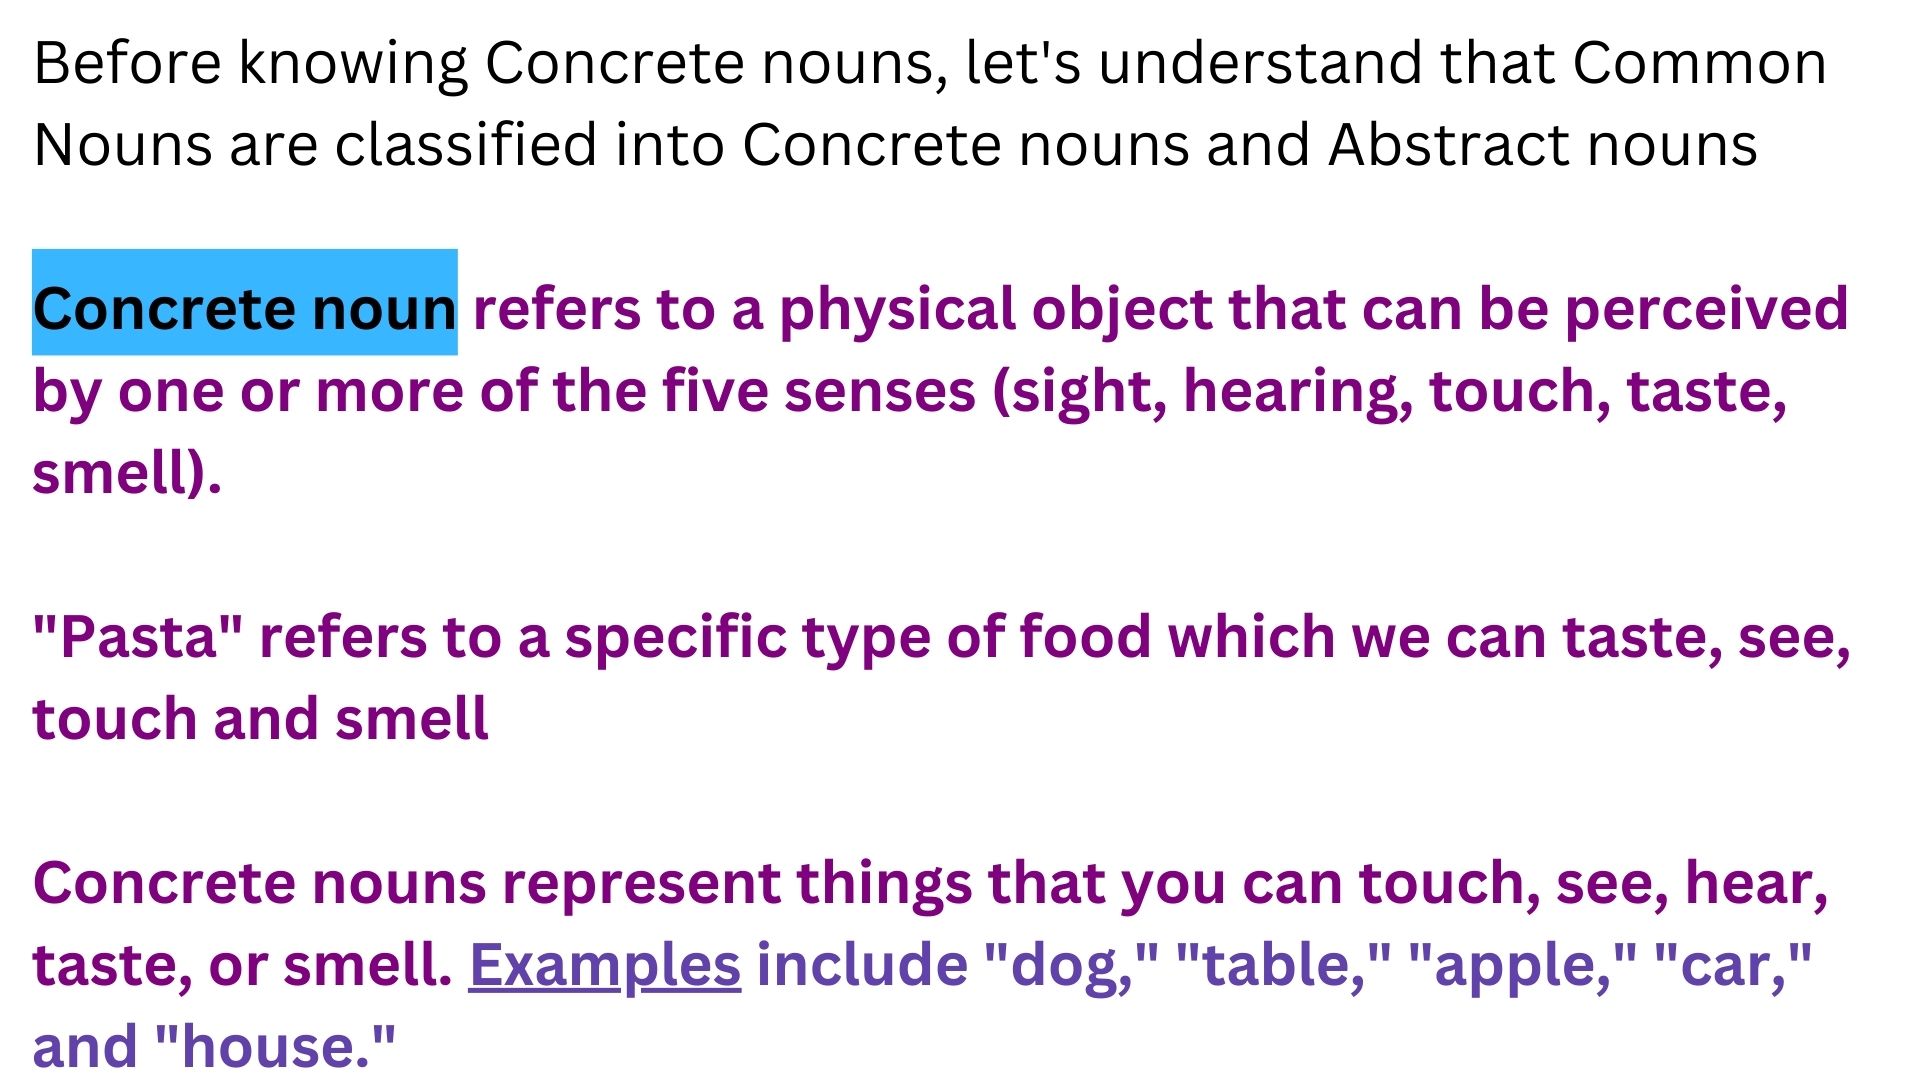 Before knowing Concrete nouns, let's understand that Common
Nouns are classified into Concrete nouns and Abstract nouns
Concrete noun refers to a physical object that can be perceived
by one or more of the five senses (sight, hearing, touch, taste,
smell).
"Pasta" refers to a specific type of food which we can taste, see,
touch and smell
Concrete nouns represent things that you can touch, see, hear,
taste, or smell. Examples include "dog," "table," "apple," "car,"
and "house."